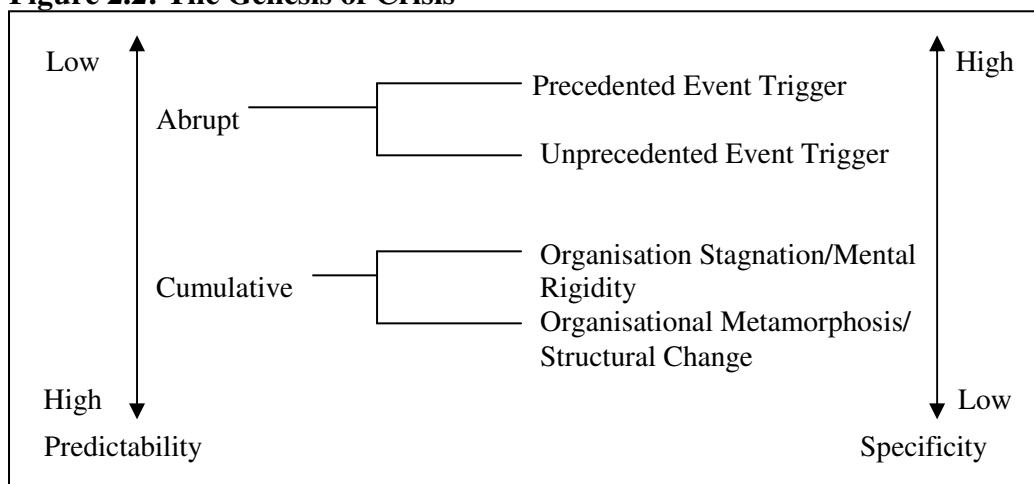 Figure 2.2: The Genesis of Crisis
Low
High
Precedented Event Trigger
Abrupt
Unprecedented Event Trigger
Organisation Stagnation/Mental
Rigidity
Cumulative
Organisational Metamorphosis/
Structural Change
High
Low
Predictability
Specificity